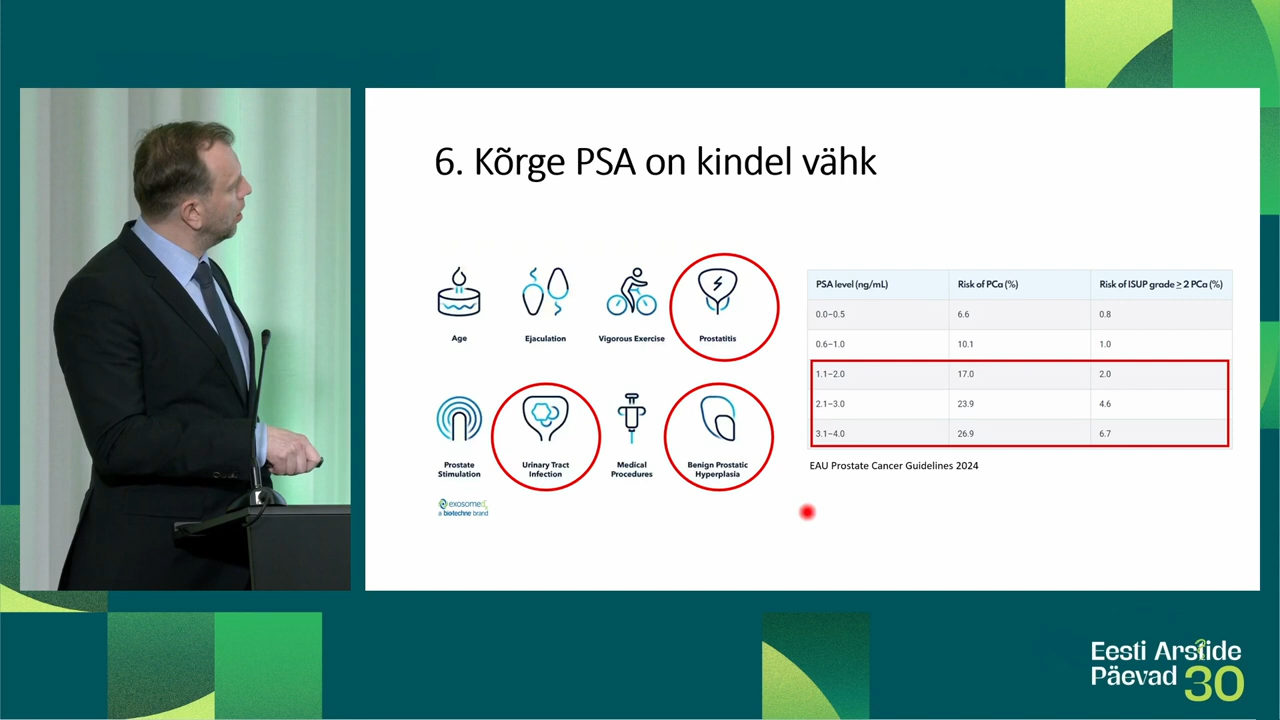 6. Kõrge PSA on kindel vähk
Age
Ejaculation
Vigorous Exercise
Prostatitis
Prostate
Stimulation
Urinary Tract
Infection
Medical
Procedures
Benign Prostatic
Hyperplasia
exosomedx
a biotechne brand
PSA level (ng/mL) Risk of PCa (%) Risk of ISUP grade ≥ 2 PCa (%)
0.0–0.5 6.6 0.8
0.6–1.0 10.1 1.0
1.1–2.0 17.0 2.0
2.1–3.0 23.9 4.6
3.1–4.0 26.9 6.7
EAU Prostate Cancer Guidelines 2024
Eesti Arstide
Päevad 30